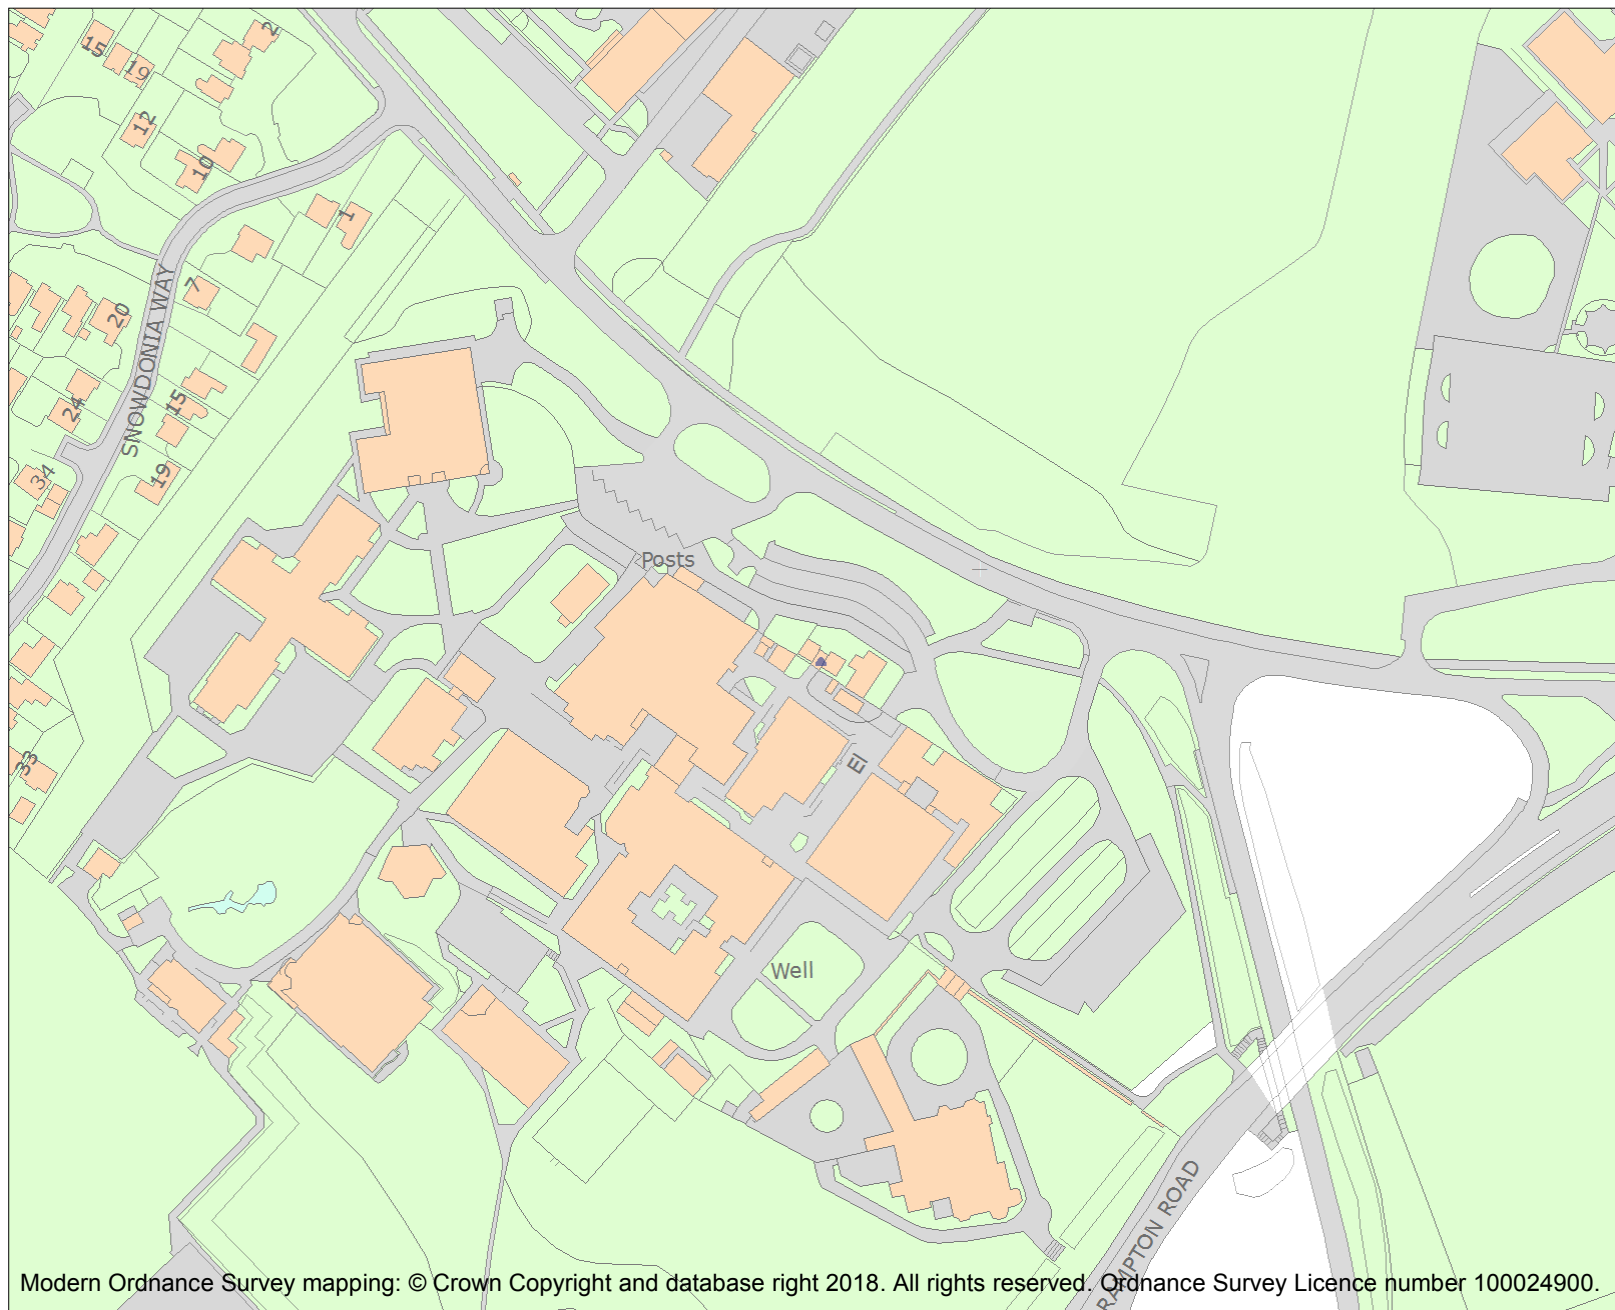 2
15
19
12
10
1
7
SNOWDONIA WAY
20
15
24
19
34
Posts
33
El
Well
RAMPTON ROAD
Modern Ordnance Survey mapping: © Crown Copyright and database right 2018. All rights reserved. Ordnance Survey Licence number 100024900.